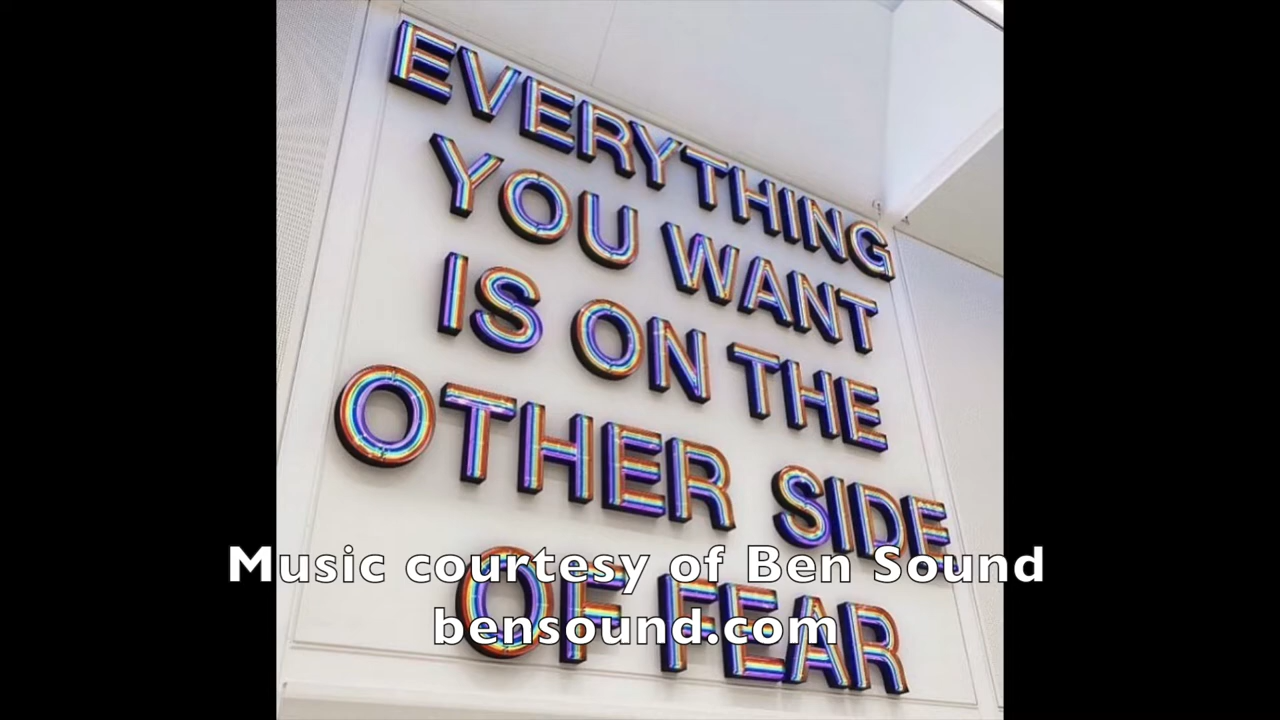 EVERYTHING
YOU WANT
IS ON THE
OTHER SIDE
OF FEAR
Music courtesy of Ben Sound
bensound.com